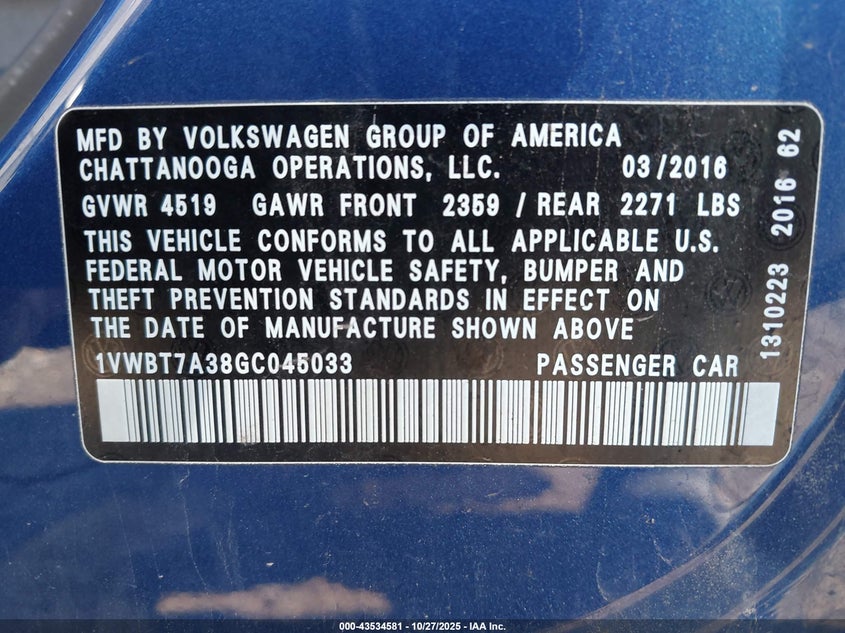 MFD BY VOLKSWAGEN GROUP OF AMERICA
CHATTANOOGA OPERATIONS, LLC. 03/2016
GVWR 4519 GAWR FRONT 2359 / REAR 2271 LBS
THIS VEHICLE CONFORMS TO ALL APPLICABLE U.S.
FEDERAL MOTOR VEHICLE SAFETY, BUMPER AND
THEFT PREVENTION STANDARDS IN EFFECT ON
THE DATE OF MANUFACTURE SHOWN ABOVE
1VWBT7A38GC045033 PASSENGER CAR
1310223 2016 62
000-43534581 - 10/27/2025 - IAA Inc.